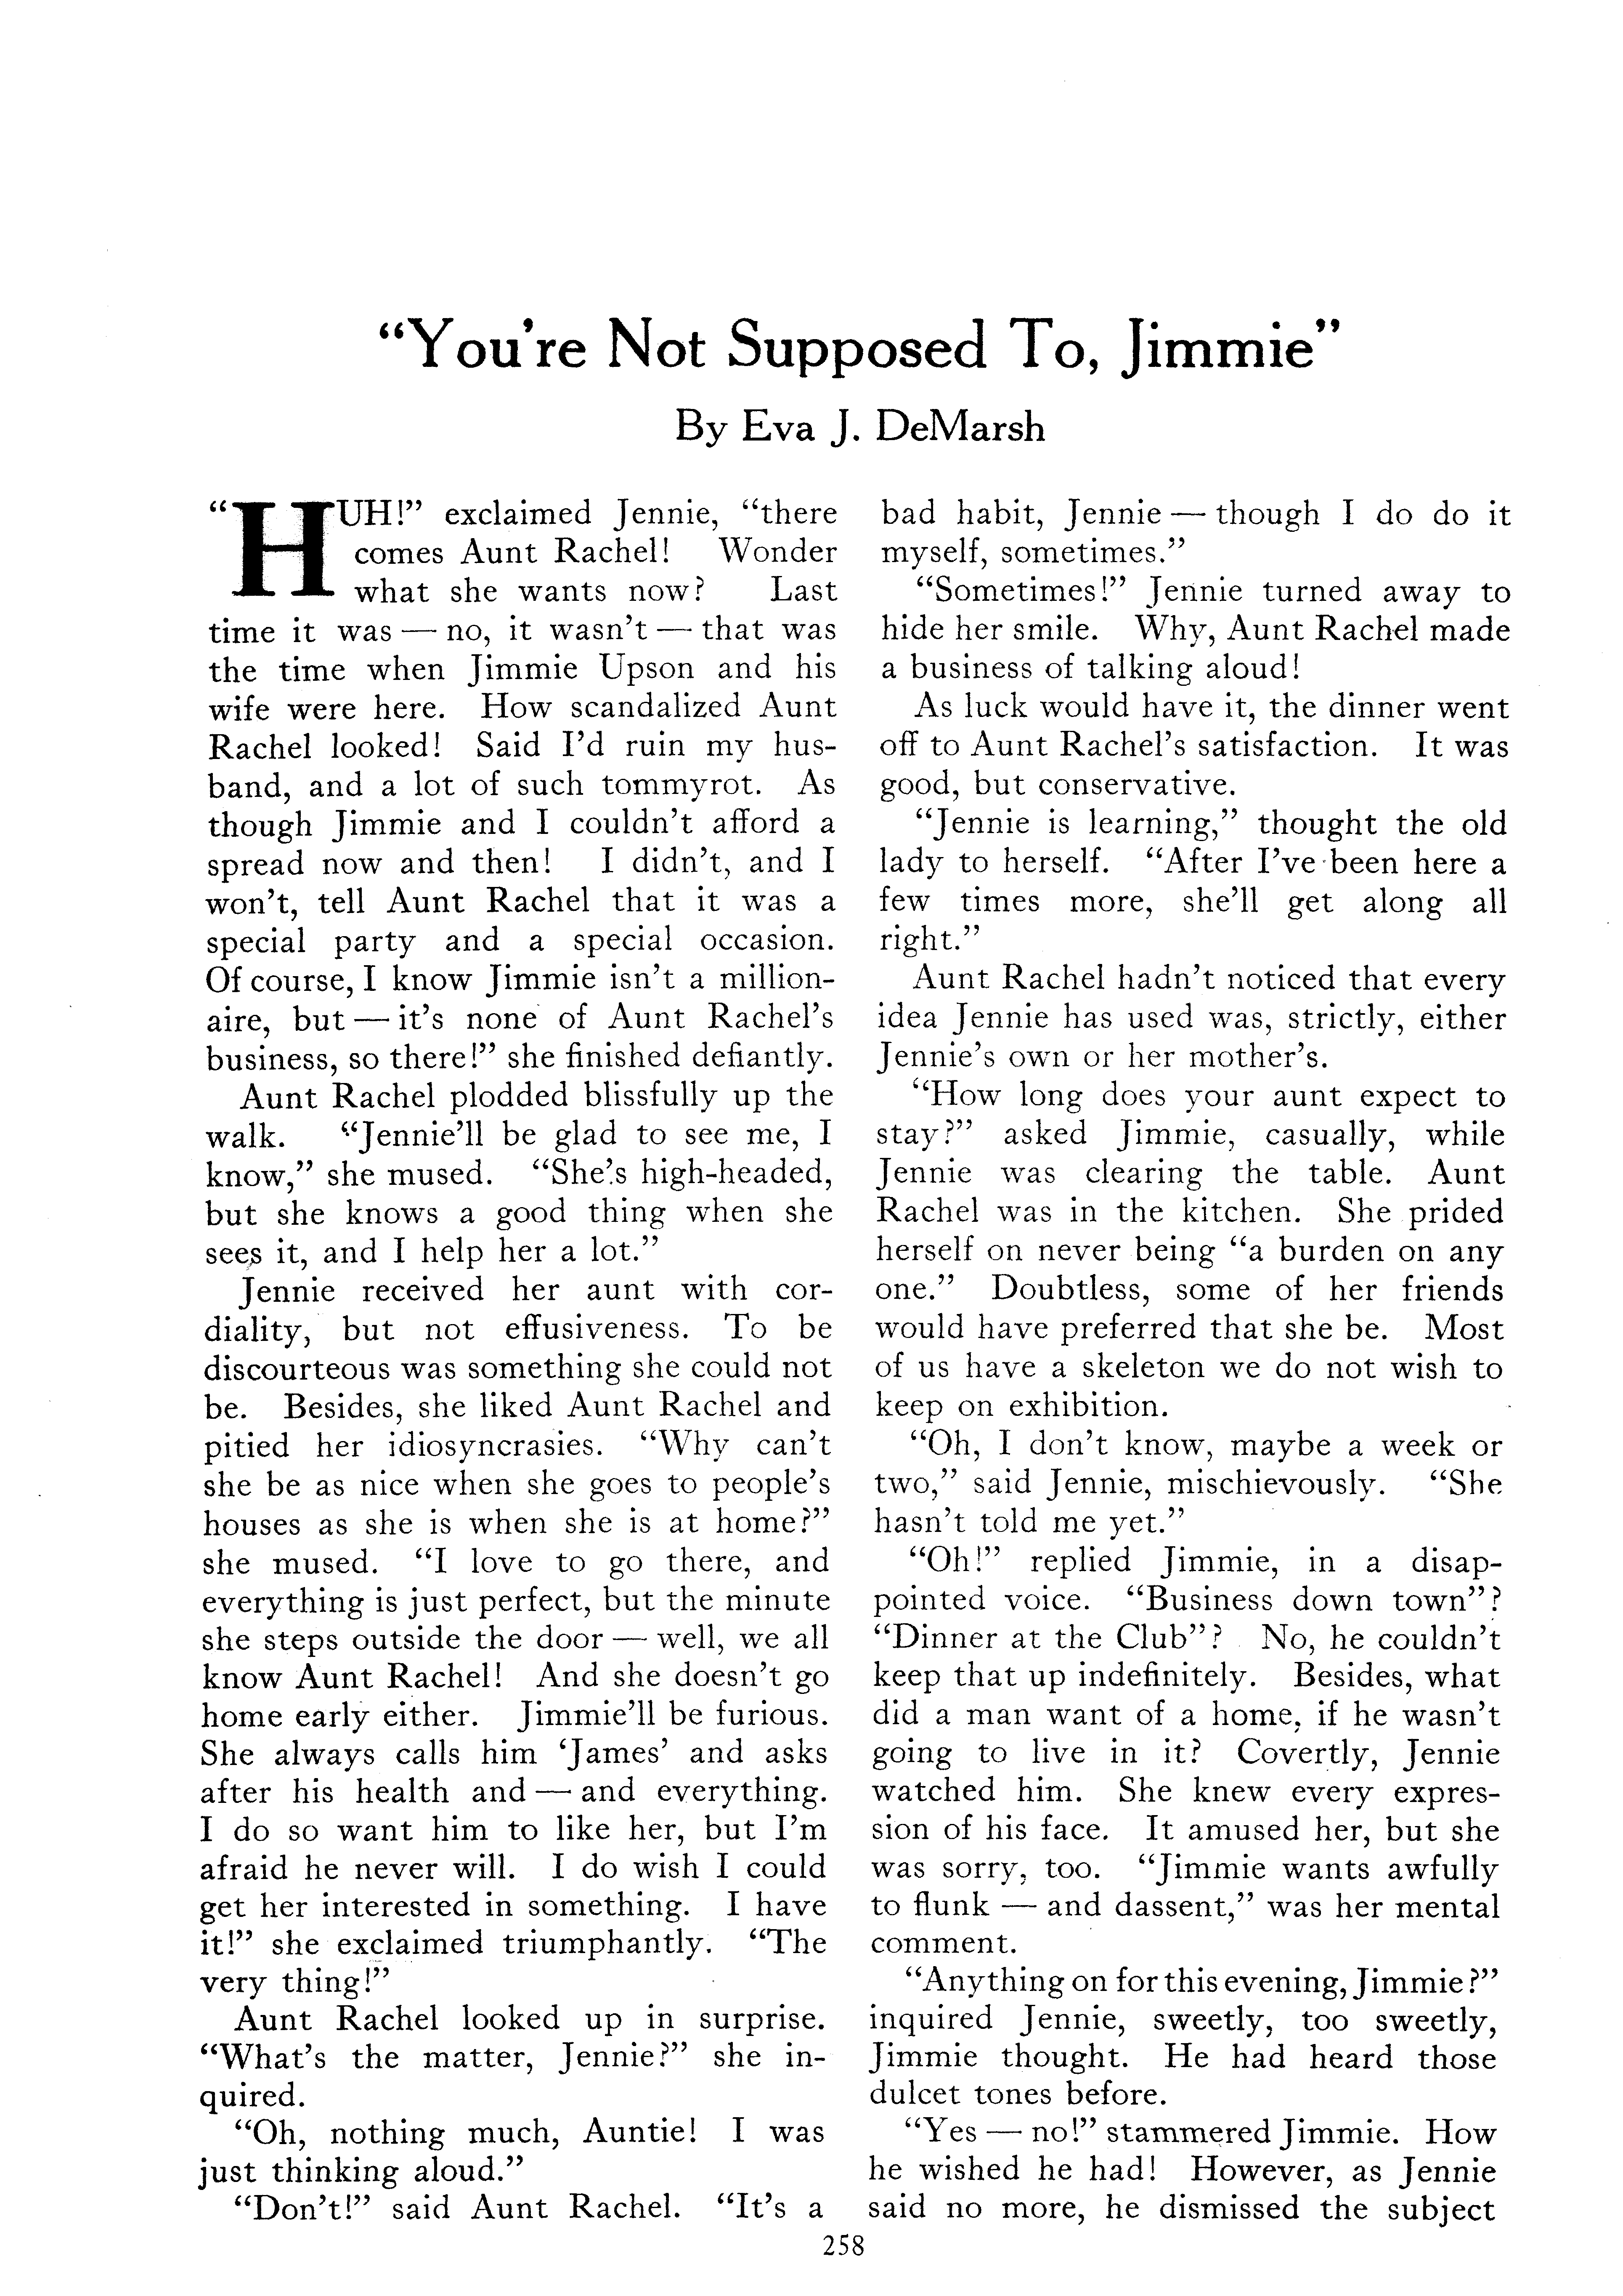 “You're Not Supposed To, Jimmie”
By Eva J. DeMarsh
“HUH!” exclaimed Jennie, “there
comes Aunt Rachel! Wonder
what she wants now? Last
time it was — no, it wasn't — that was
the time when Jimmie Upson and his
wife were here. How scandalized Aunt
Rachel looked! Said I'd ruin my hus-
band, and a lot of such tommyrot. As
though Jimmie and I couldn't afford a
spread now and then! I didn't, and I
won't, tell Aunt Rachel that it was a
special party and a special occasion.
Of course, I know Jimmie isn't a million-
aire, but — it's none of Aunt Rachel's
business, so there!” she finished defiantly.
Aunt Rachel plodded blissfully up the
walk. “Jennie'll be glad to see me, I
know,” she mused. “She's high-headed,
but she knows a good thing when she
sees it, and I help her a lot.”
Jennie received her aunt with cor-
diality, but not effusiveness. To be
discourteous was something she could not
be. Besides, she liked Aunt Rachel and
pitied her idiosyncrasies. “Why can't
she be as nice when she goes to people's
houses as she is when she is at home?”
she mused. “I love to go there, and
everything is just perfect, but the minute
she steps outside the door — well, we all
know Aunt Rachel! And she doesn't go
home early either. Jimmie'll be furious.
She always calls him ‘James’ and asks
after his health and — and everything.
I do so want him to like her, but I'm
afraid he never will. I do wish I could
get her interested in something. I have
it!” she exclaimed triumphantly. “The
very thing!”
Aunt Rachel looked up in surprise.
“What's the matter, Jennie?” she in-
quired.
“Oh, nothing much, Auntie! I was
just thinking aloud.”
“Don't!” said Aunt Rachel. “It's a
bad habit, Jennie — though I do do it
myself, sometimes.”
“Sometimes!” Jennie turned away to
hide her smile. Why, Aunt Rachel made
a business of talking aloud!
As luck would have it, the dinner went
off to Aunt Rachel's satisfaction. It was
good, but conservative.
“Jennie is learning,” thought the old
lady to herself. “After I've been here a
few times more, she'll get along all
right.”
Aunt Rachel hadn't noticed that every
idea Jennie has used was, strictly, either
Jennie's own or her mother's.
“How long does your aunt expect to
stay?” asked Jimmie, casually, while
Jennie was clearing the table. Aunt
Rachel was in the kitchen. She prided
herself on never being “a burden on any
one.” Doubtless, some of her friends
would have preferred that she be. Most
of us have a skeleton we do not wish to
keep on exhibition.
“Oh, I don't know, maybe a week or
two,” said Jennie, mischievously. “She
hasn't told me yet.”
“Oh!” replied Jimmie, in a disap-
pointed voice. “Business down town”?
“Dinner at the Club”? No, he couldn't
keep that up indefinitely. Besides, what
did a man want of a home, if he wasn't
going to live in it? Covertly, Jennie
watched him. She knew every expres-
sion of his face. It amused her, but she
was sorry, too. “Jimmie wants awfully
to flunk — and dassent,” was her mental
comment.
“Anything on for this evening, Jimmie?”
inquired Jennie, sweetly, too sweetly,
Jimmie thought. He had heard those
dulcet tones before.
“Yes — no!” stammered Jimmie. How
he wished he had! However, as Jennie
said no more, he dismissed the subject
258